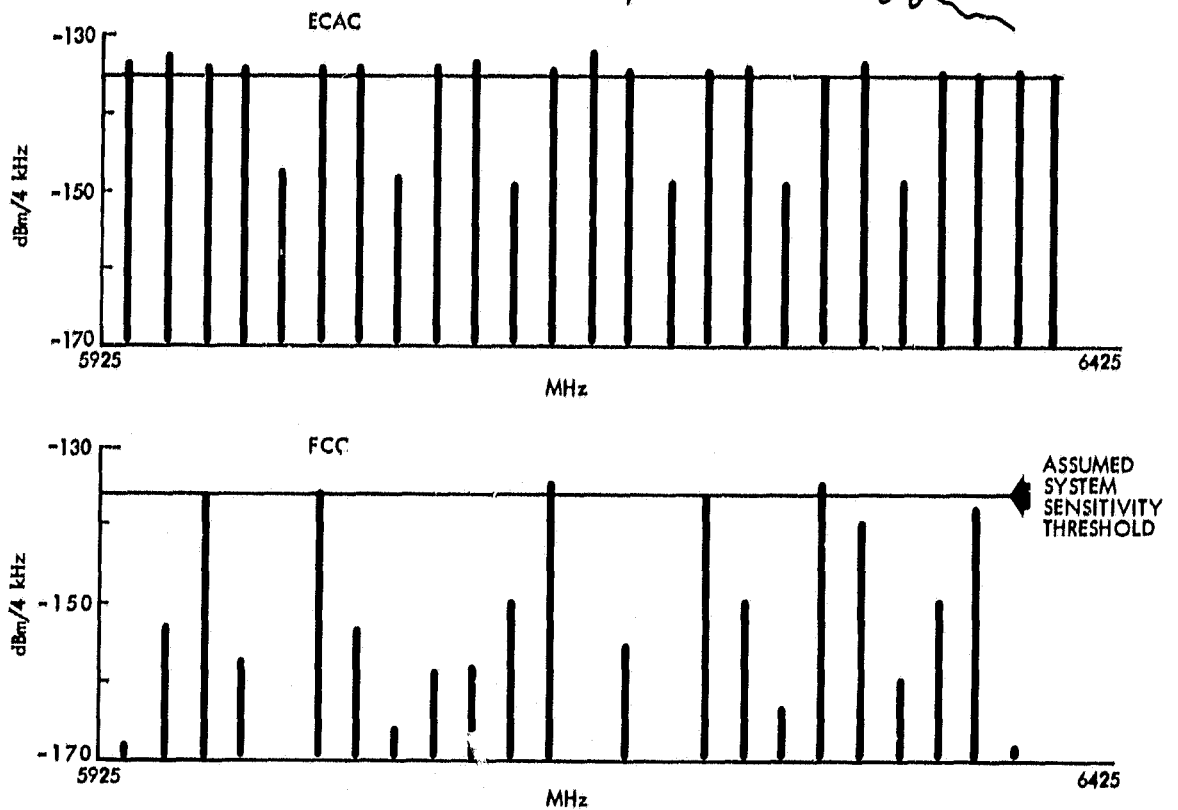 ECAC
-130
-150
-170
dBm/4 kHz
5925
6425
MHz
FCC
-130
-150
-170
dBm/4 kHz
5925
6425
MHz
ASSUMED
SYSTEM
SENSITIVITY
THRESHOLD